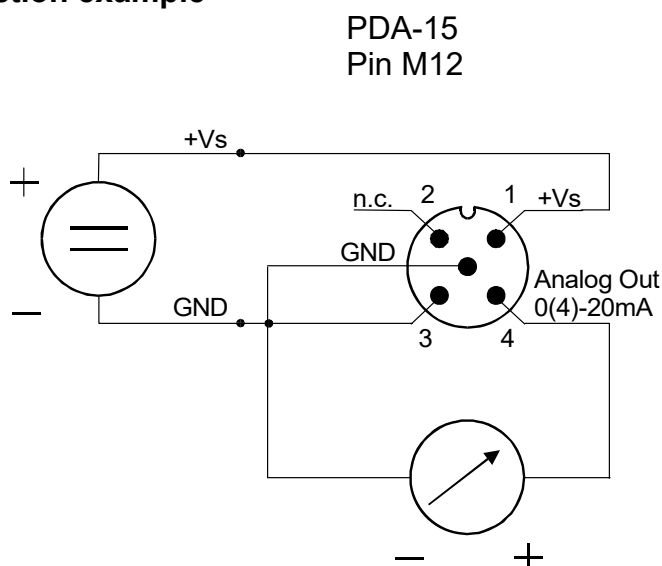 PDA-15
Pin M12
+Vs
+
n.c. 2 1 +Vs
GND
Analog Out
0(4)-20mA
–
GND
3 4
– +